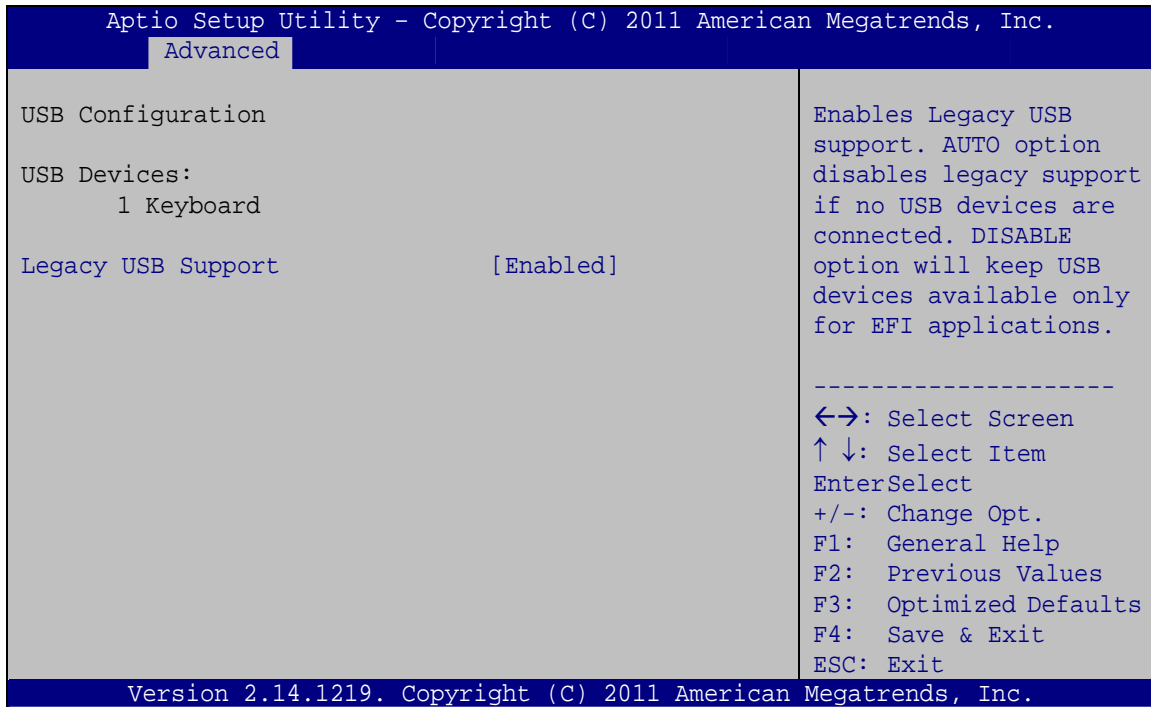 Aptio Setup Utility – Copyright (C) 2011 American Megatrends, Inc.
Advanced
USB Configuration
USB Devices:
1 Keyboard
Legacy USB Support [Enabled]
Enables Legacy USB
support. AUTO option
disables legacy support
if no USB devices are
connected. DISABLE
option will keep USB
devices available only
for EFI applications.
---------------------
←→: Select Screen
↑ ↓: Select Item
EnterSelect
+/-: Change Opt.
F1: General Help
F2: Previous Values
F3: Optimized Defaults
F4: Save & Exit
ESC: Exit
Version 2.14.1219. Copyright (C) 2011 American Megatrends, Inc.